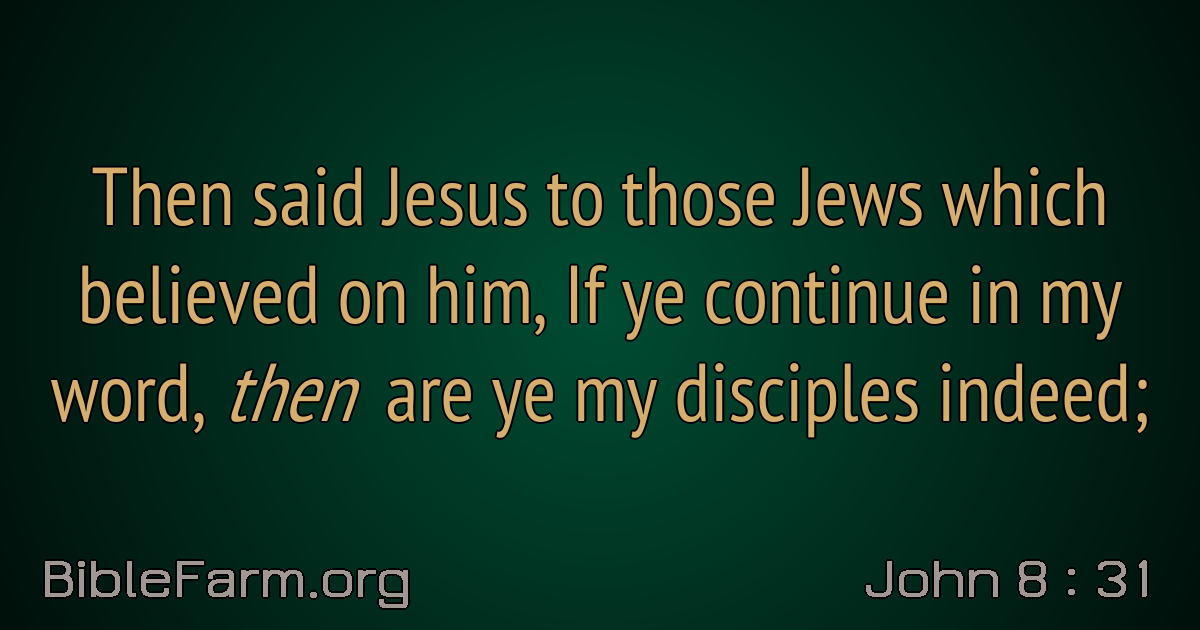 Then said Jesus to those Jews which
believed on him, If ye continue in my
word, then are ye my disciples indeed;
BibleFarm.org
John 8 : 31